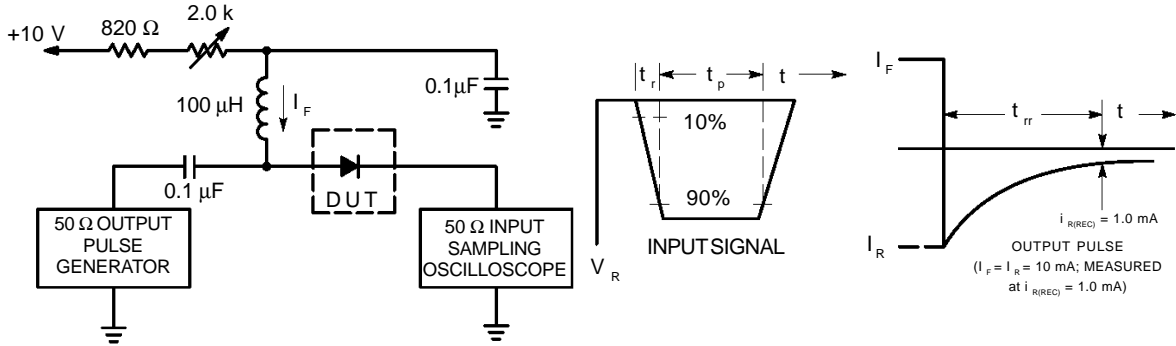 +10 V
820 Ω
2.0 k
100 μH
I F
0.1μF
0.1 μF
DUT
50 Ω OUTPUT
PULSE
GENERATOR
50 Ω INPUT
SAMPLING
OSCILLOSCOPE
t r
t p
t
10%
90%
V R
INPUT SIGNAL
I F
t rr
t
i R(REC) = 1.0 mA
I R
OUTPUT PULSE
(I F = I R = 10 mA; MEASURED
at i R(REC) = 1.0 mA)